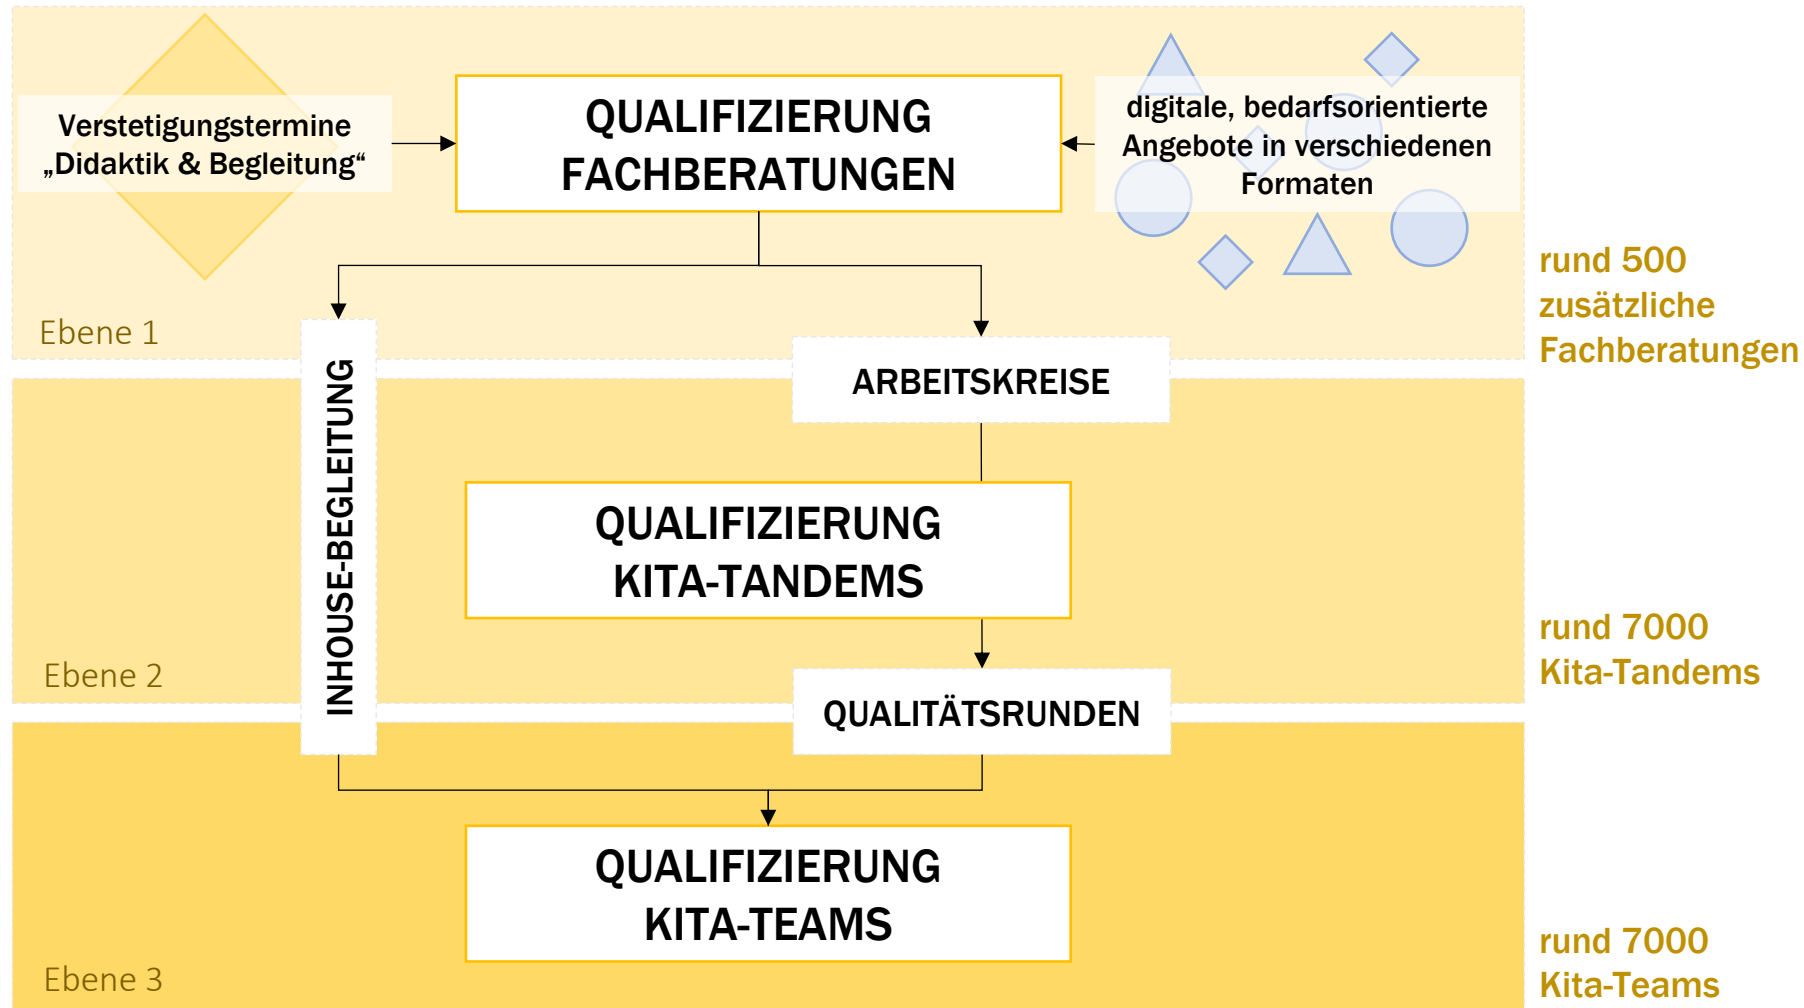 Verstetigungstermine
„Didaktik & Begleitung“
QUALIFIZIERUNG
FACHBERATUNGEN
digitale, bedarfsorientierte
Angebote in verschiedenen
Formaten
Ebene 1
rund 500
zusätzliche
Fachberatungen
INHOUSE-BEGLEITUNG
ARBEITSKREISE
QUALIFIZIERUNG
KITA-TANDEMS
Ebene 2
rund 7000
Kita-Tandems
QUALITÄTSRUNDEN
QUALIFIZIERUNG
KITA-TEAMS
Ebene 3
rund 7000
Kita-Teams